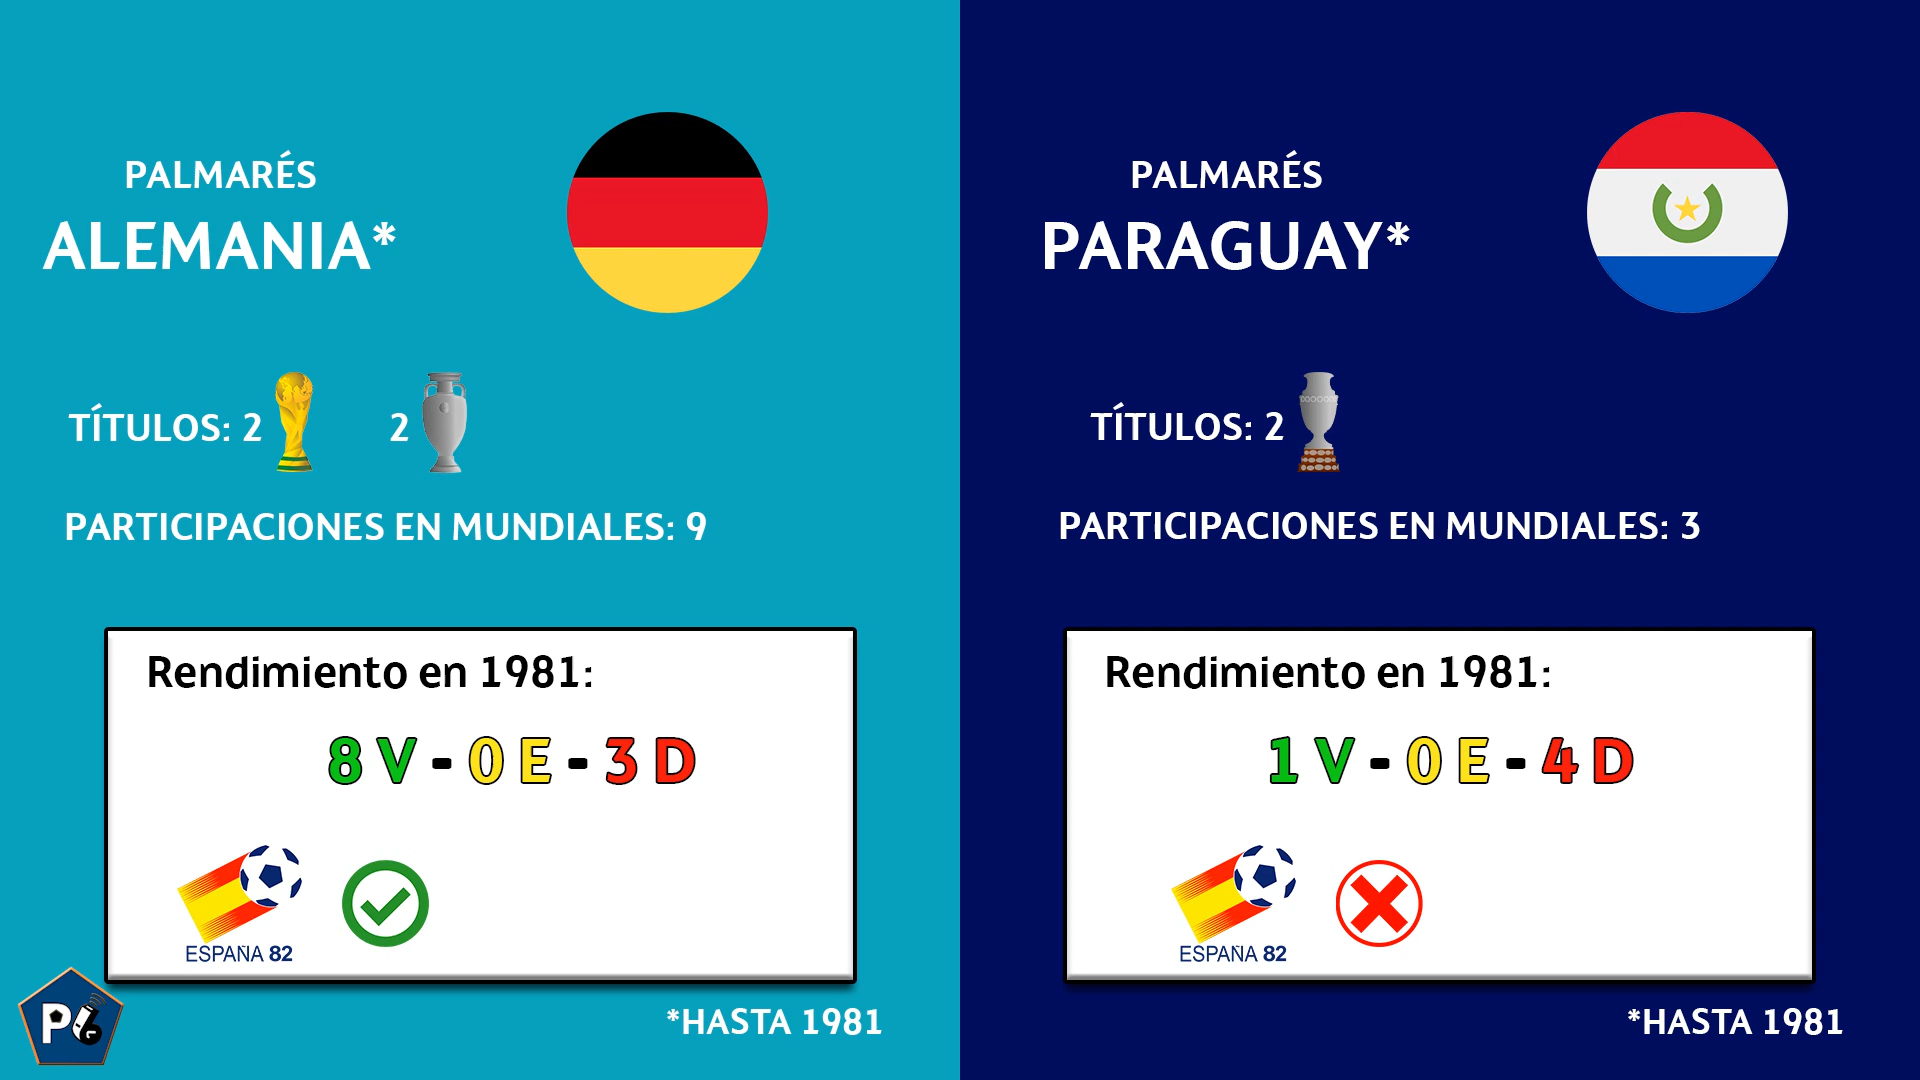 PALMARÉS
ALEMANIA*
TÍTULOS: 2
2
PARTICIPACIONES EN MUNDIALES: 9
Rendimiento en 1981:
8 V - 0 E - 3 D
ESPAÑA 82
P6
*HASTA 1981
PALMARÉS
PARAGUAY*
TÍTULOS: 2
PARTICIPACIONES EN MUNDIALES: 3
Rendimiento en 1981:
1 V - 0 E - 4 D
ESPAÑA 82
*HASTA 1981